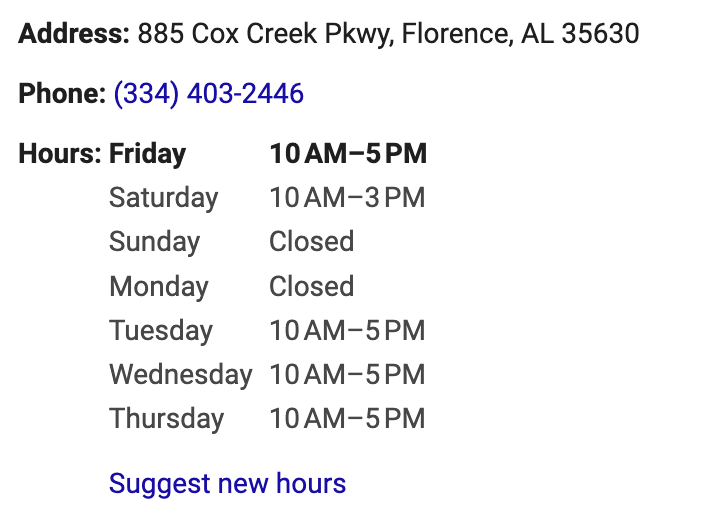 Address: 885 Cox Creek Pkwy, Florence, AL 35630
Phone: (334) 403-2446
Hours: Friday 10 AM–5 PM
Saturday 10 AM–3 PM
Sunday Closed
Monday Closed
Tuesday 10 AM–5 PM
Wednesday 10 AM–5 PM
Thursday 10 AM–5 PM
Suggest new hours